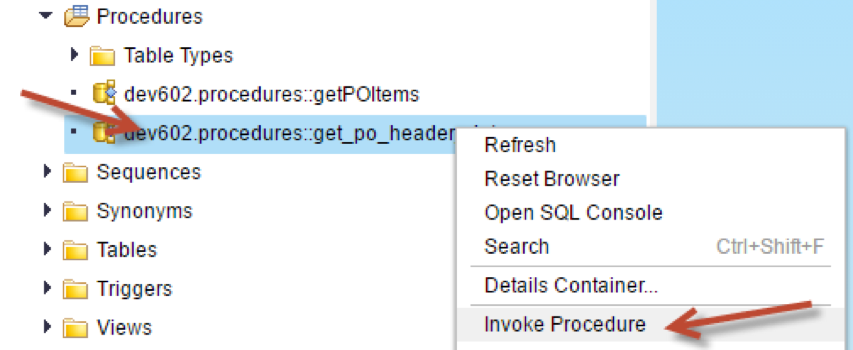 Procedures
Table Types
dev602.procedures::getPOItems
dev602.procedures::get_po_header
Refresh
Reset Browser
Open SQL Console
Search Ctrl+Shift+F
Details Container...
Invoke Procedure
Sequences
Synonyms
Tables
Triggers
Views